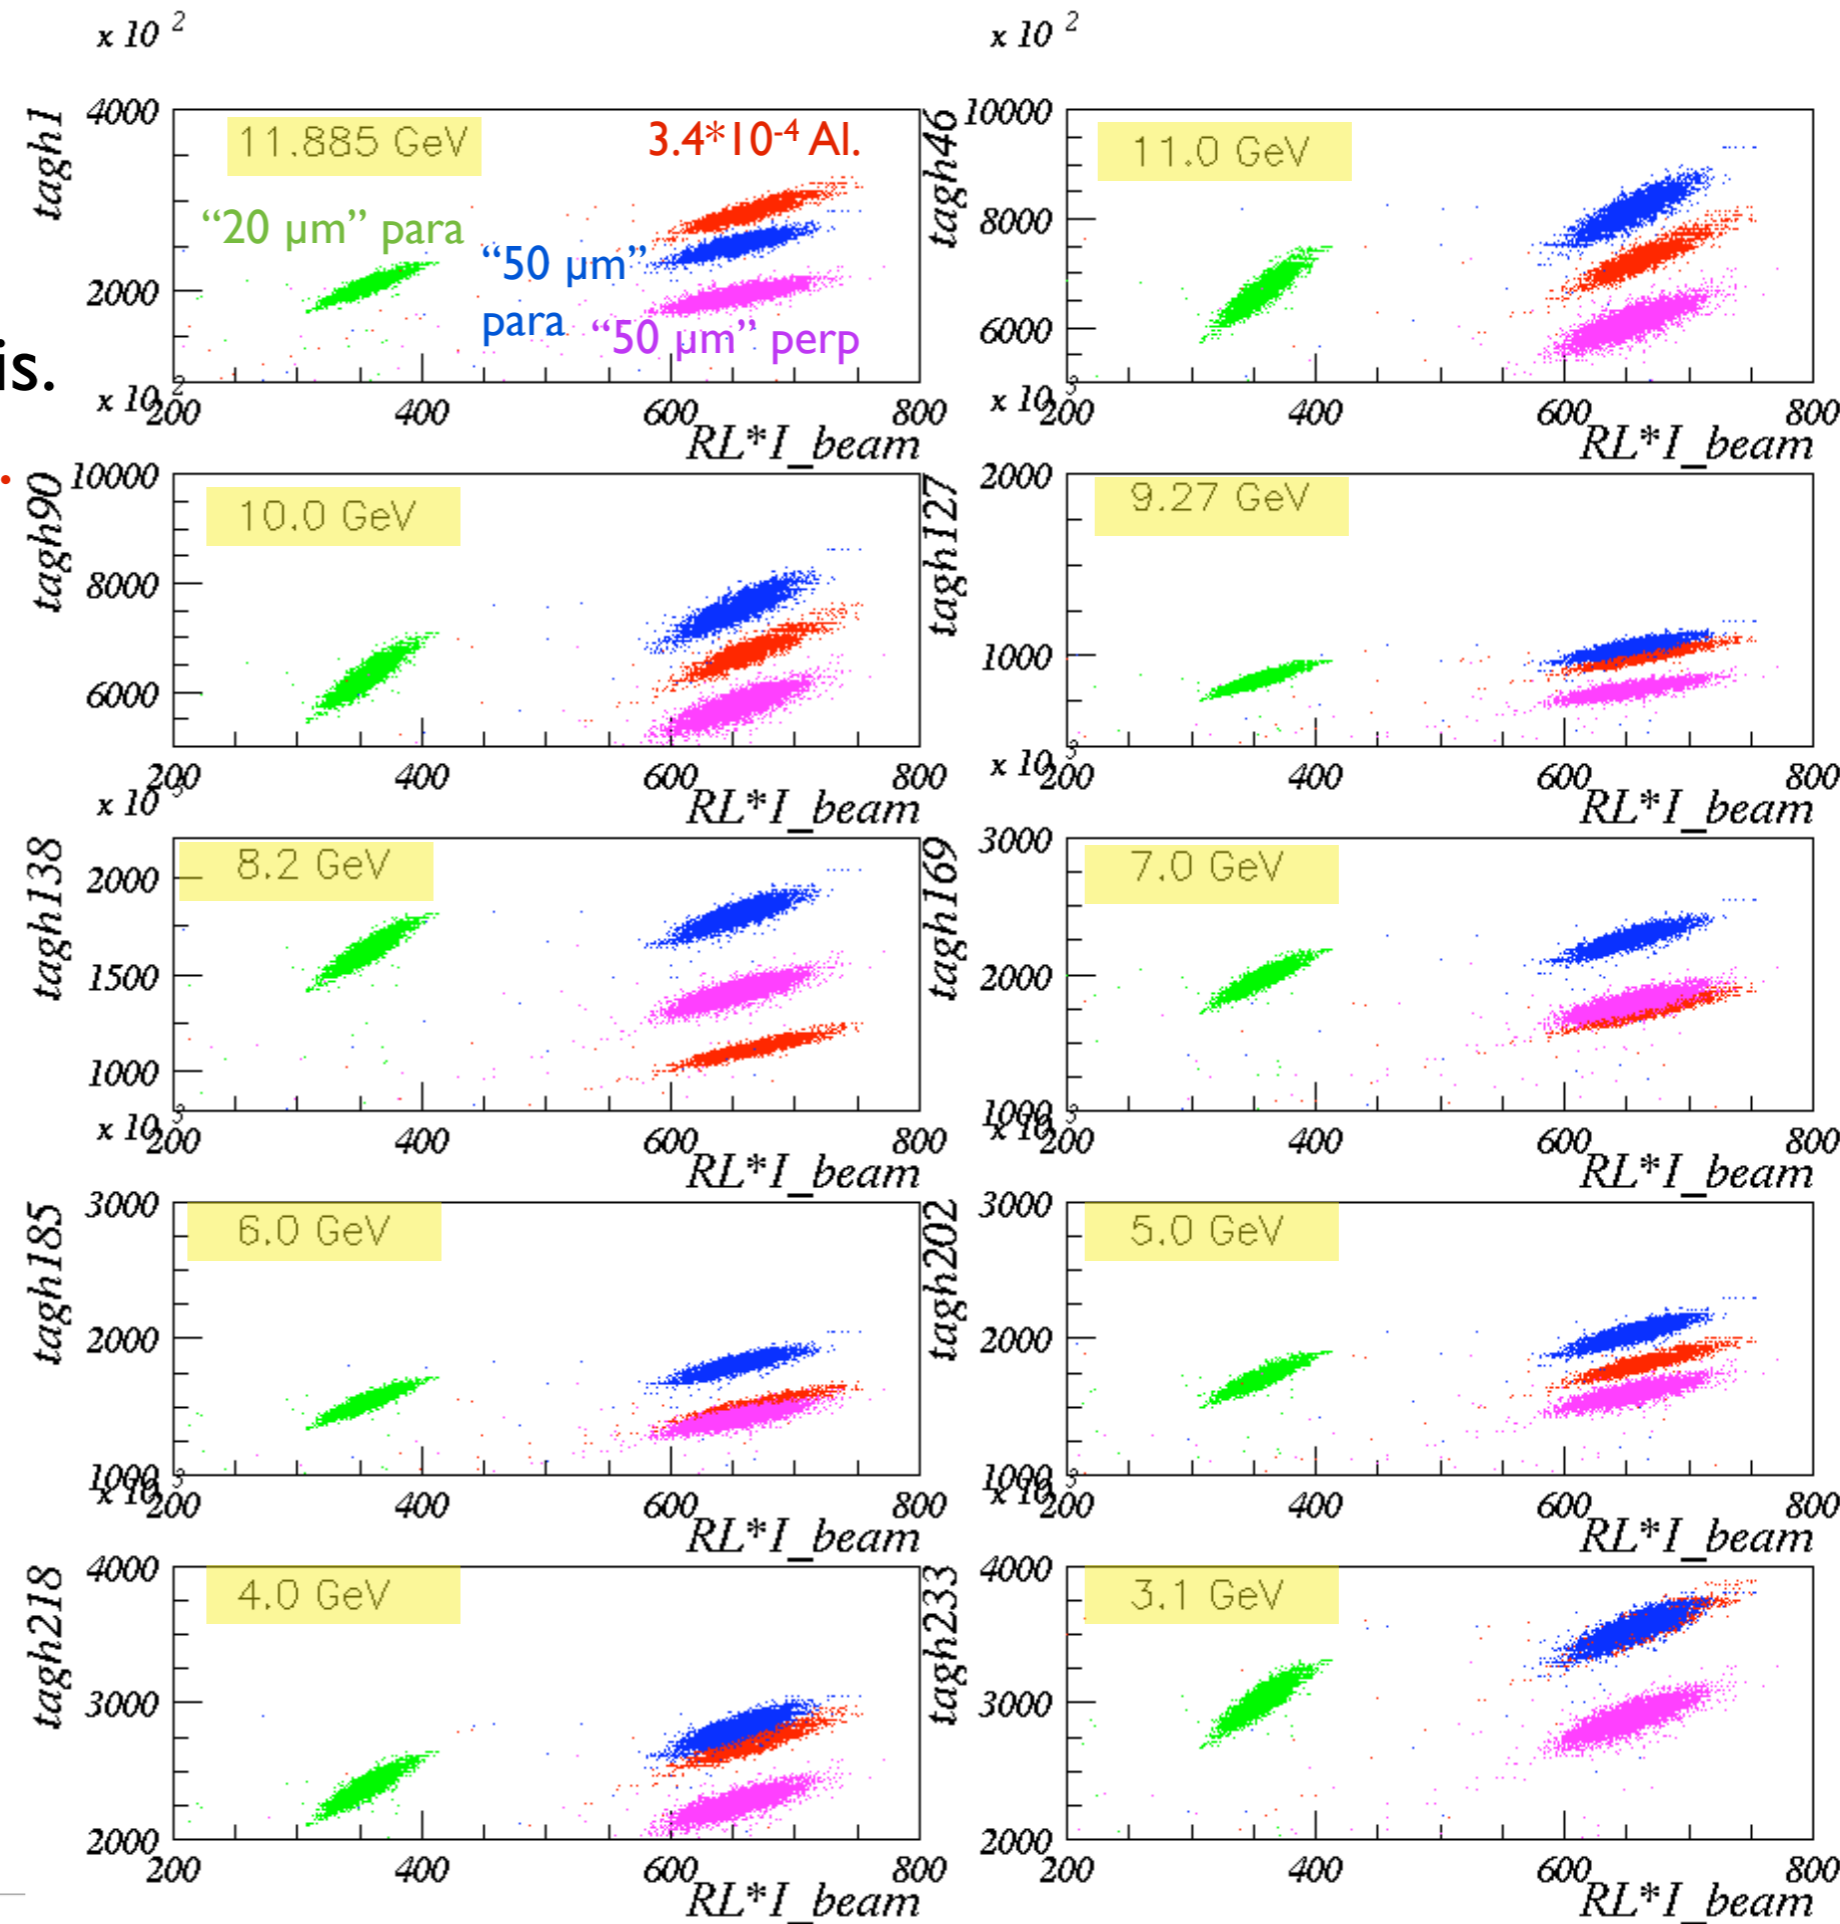 x 10 2
x 10 2
tagh1
4000
2000
11.885 GeV
3.4*10-4 Al.
“20 μm” para
“50 μm”
para
“50 μm” perp
200 400 600 800
RL*I_beam
tagh46
10000
8000
6000
11.0 GeV
200 400 600 800
RL*I_beam
is.
.
x 10 2
tagh90
10000
8000
6000
10.0 GeV
200 400 600 800
RL*I_beam
x 10 3
tagh127
2000
1000
9.27 GeV
200 400 600 800
RL*I_beam
x 10 3
tagh138
2000
1500
1000
8.2 GeV
200 400 600 800
RL*I_beam
x 10 3
tagh169
3000
2000
1000
7.0 GeV
200 400 600 800
RL*I_beam
x 10 3
tagh185
3000
2000
1000
6.0 GeV
200 400 600 800
RL*I_beam
x 10 3
tagh202
3000
2000
1000
5.0 GeV
200 400 600 800
RL*I_beam
x 10 3
tagh218
4000
3000
2000
4.0 GeV
200 400 600 800
RL*I_beam
x 10 3
tagh233
4000
3000
2000
3.1 GeV
200 400 600 800
RL*I_beam